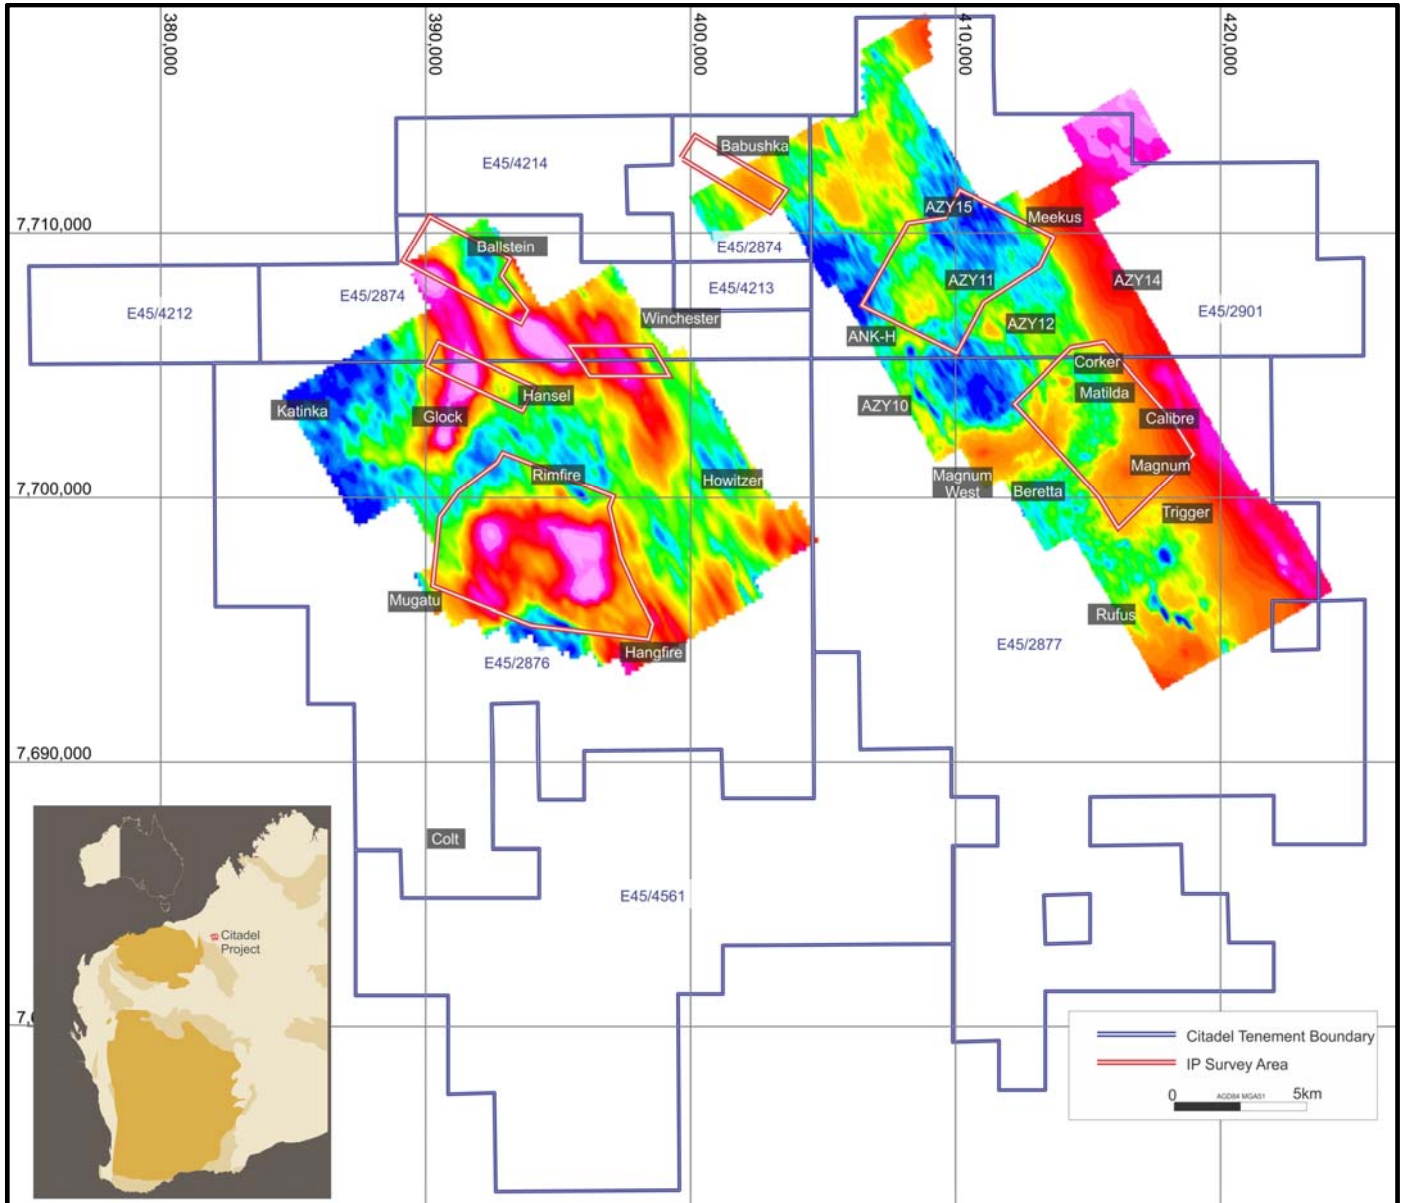 380,000
390,000
400,000
410,000
420,000
Babushka
E45/4214
AZY15
Meekus
7,710,000
Ballstein
E45/2874
E45/4213
AZY11
AZY14
E45/2874
E45/4212
Winchester
AZY12
E45/2901
ANK-H
Corker
Hansel
Matilda
Katinka
Glock
AZY10
Calibre
Rimfire
Magnum
Howitzer
Magnum
West
Beretta
7,700,000
Trigger
Mugatu
Rufus
Hangfire
E45/2876
E45/2877
7,690,000
Colt
E45/4561
Citadel
Project
Citadel Tenement Boundary
IP Survey Area
0
AGD84 MGA51
5km